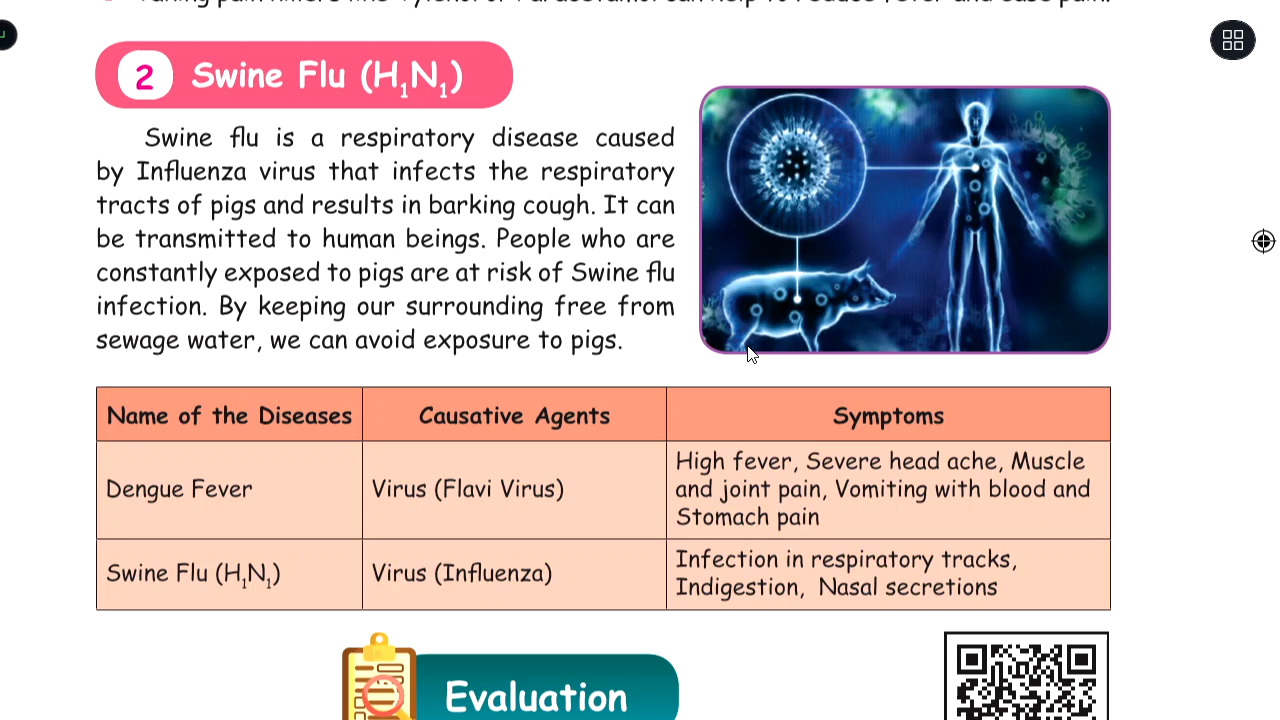 2 Swine Flu (H₁N₁)
Swine flu is a respiratory disease caused
by Influenza virus that infects the respiratory
tracts of pigs and results in barking cough. It can
be transmitted to human beings. People who are
constantly exposed to pigs are at risk of Swine flu
infection. By keeping our surrounding free from
sewage water, we can avoid exposure to pigs.
Name of the Diseases Causative Agents Symptoms
Dengue Fever Virus (Flavi Virus) High fever, Severe head ache, Muscle
and joint pain, Vomiting with blood and
Stomach pain
Swine Flu (H₁N₁) Virus (Influenza) Infection in respiratory tracks,
Indigestion, Nasal secretions
Evaluation